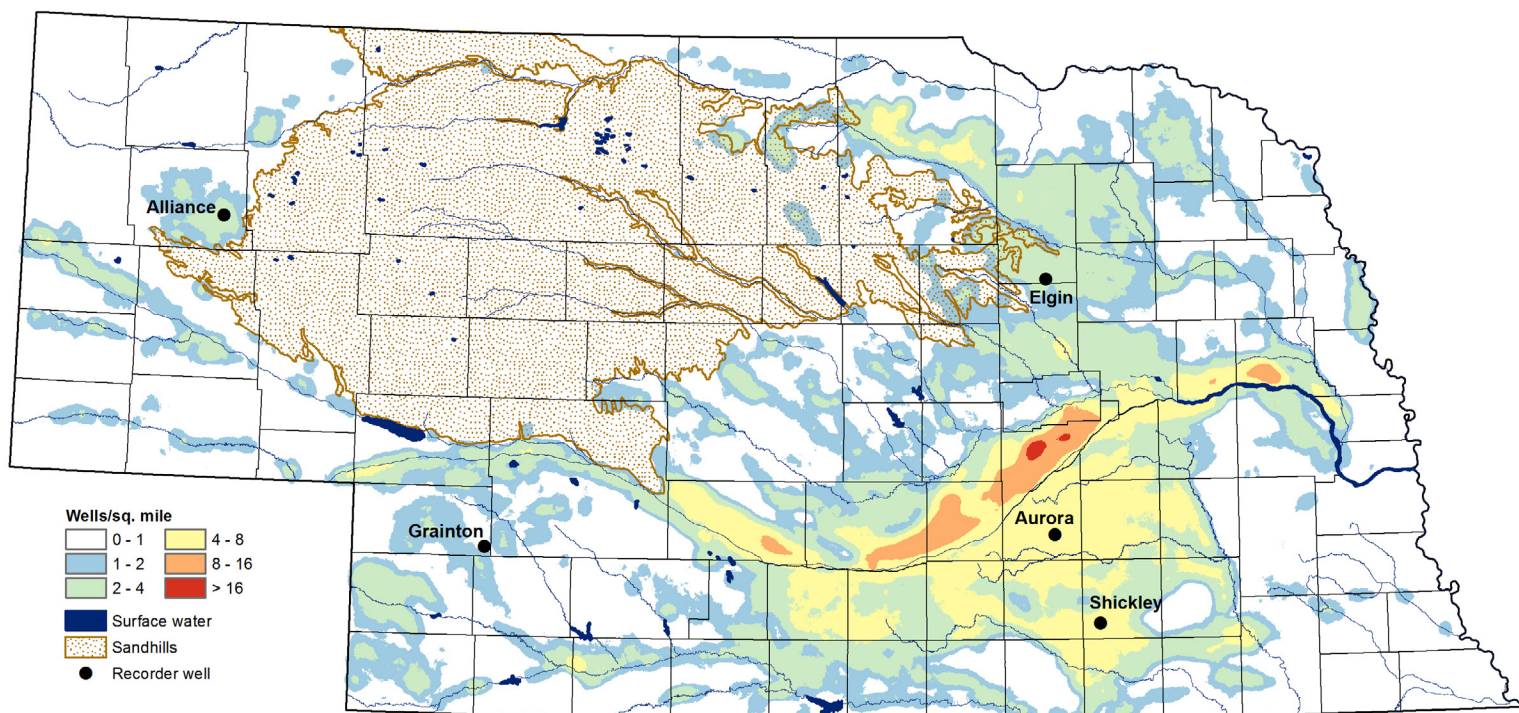 Alliance
Elgin
Wells/sq. mile
0 - 1
4 - 8
1 - 2
8 - 16
2 - 4
> 16
Surface water
Sandhills
Recorder well
Grainton
Aurora
Shickley